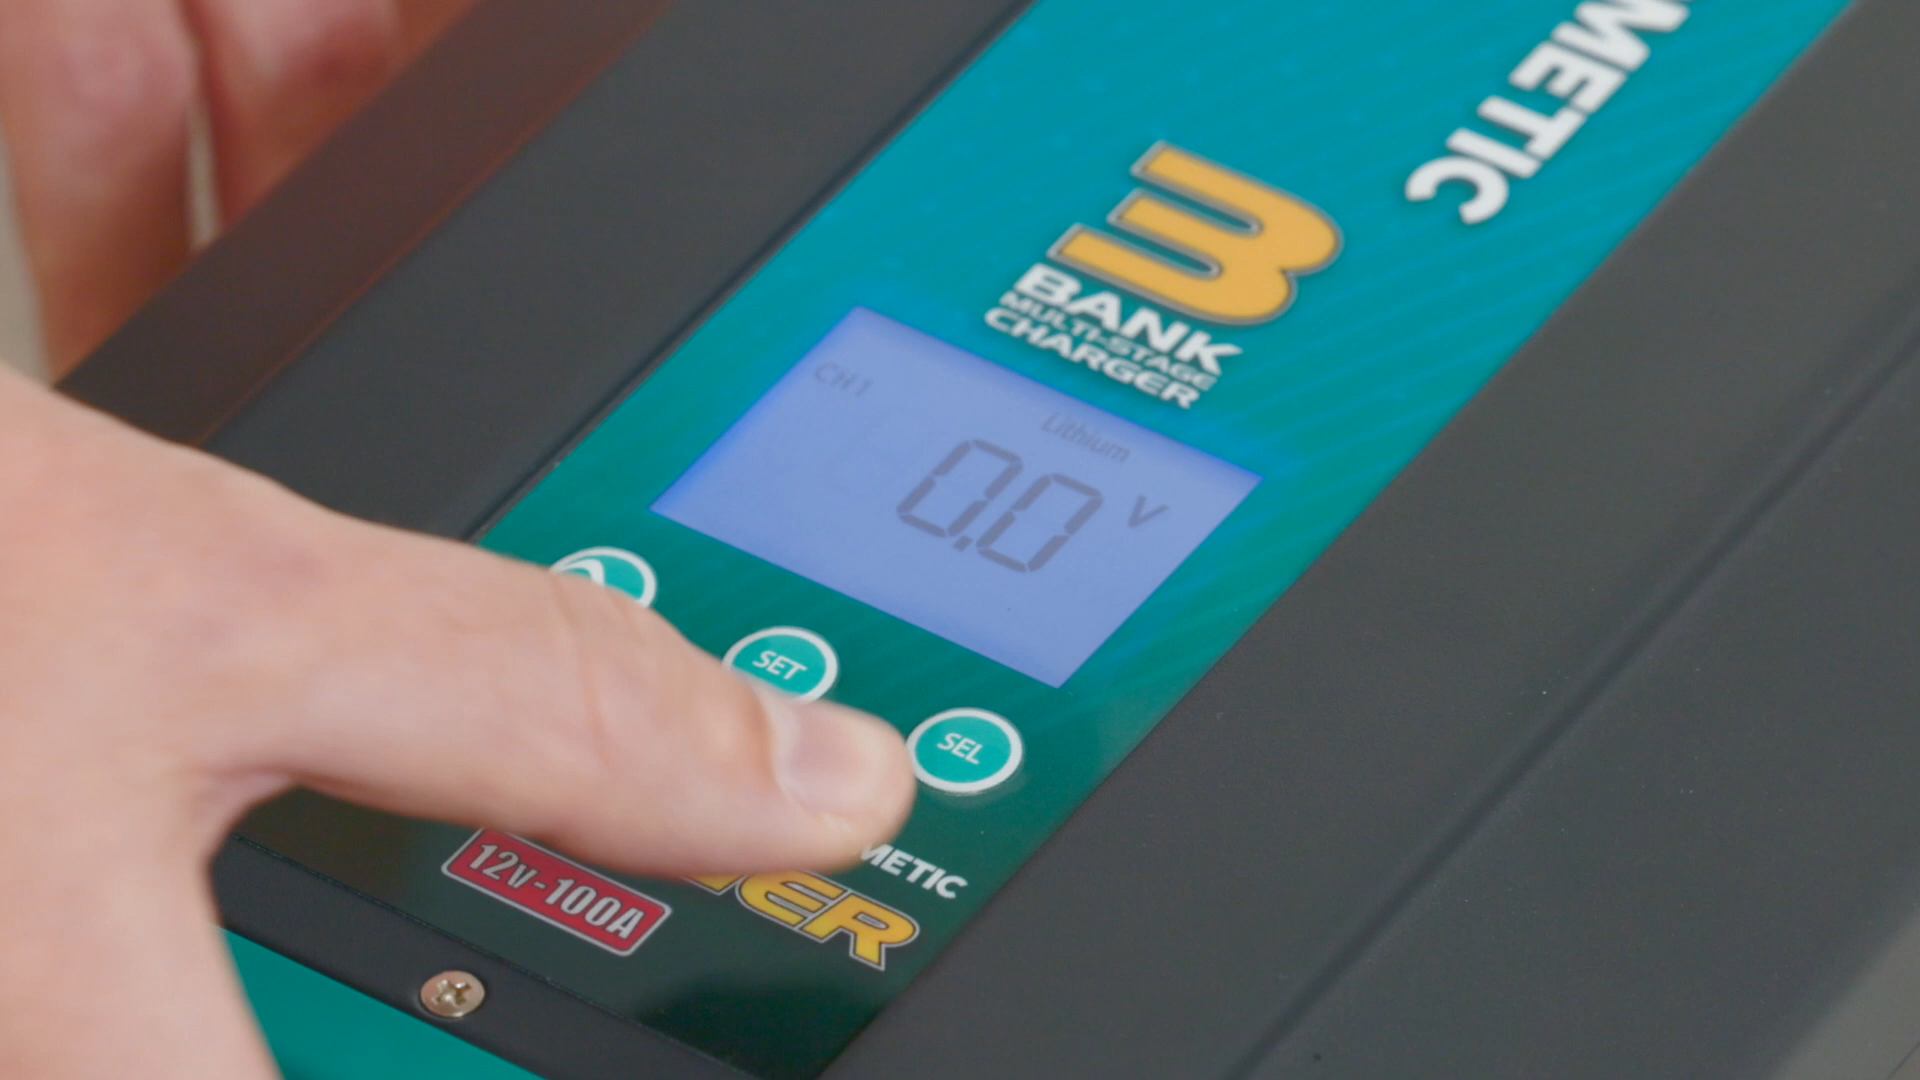 METIC
3
BANK
MULTI-STAGE
CHARGER
CH1
Lithium
0.0 V
SET
SEL
METIC
12V-100A
ER